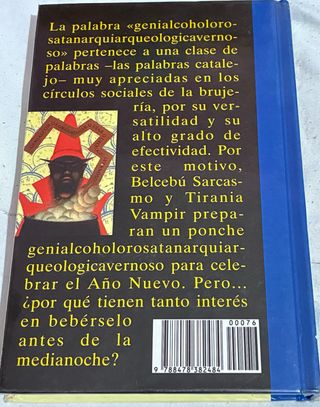 La palabra «genialcoholoro-
satanarquiarqueologicaverno-
so» pertenece a una clase de
palabras –las palabras catale-
jo– muy apreciadas en los
círculos sociales de la bruje-
ría, por su ver-
satilidad y su
alto grado de
efectividad. Por
este motivo,
Belcebú Sarcas-
mo y Tirania
Vampir prepa-
ran un ponche
genialcoholorosatanarquiar-
queologicavernoso para cele-
brar el Año Nuevo. Pero...
¿por qué tienen tanto interés
en bebérselo
antes de la
medianoche?
00076
9 788478 382484